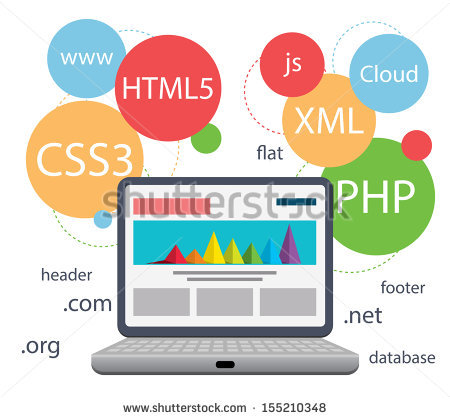 www
HTML5
CSS3
js
Cloud
XML
flat
PHP
shutterstock
header
.com
.org
footer
.net
database
www.shutterstock.com · 155210348